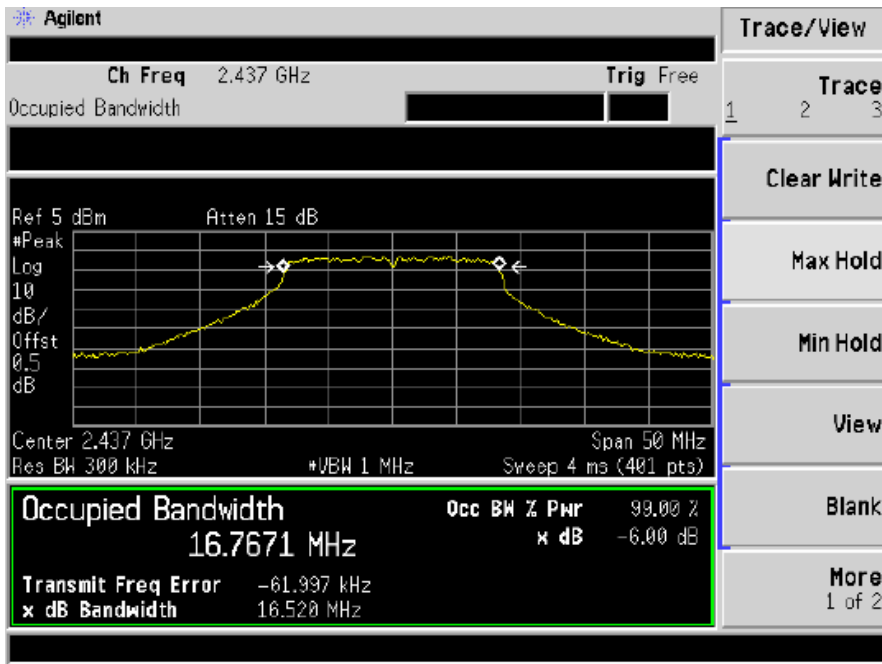 Agilent
Trace/View
Ch Freq 2.437 GHz Trig Free
Occupied Bandwidth
Trace
1 2 3
Clear Write
Max Hold
Min Hold
View
Blank
More
1 of 2
Ref 5 dBm Atten 15 dB
#Peak
Log
10
dB/
Offst
0.5
dB
Center 2.437 GHz Span 50 MHz
Res BW 300 kHz #VBW 1 MHz Sweep 4 ms (401 pts)
Occupied Bandwidth Occ BW % Pwr 99.00 %
16.7671 MHz x dB -6.00 dB
Transmit Freq Error -61.997 kHz
x dB Bandwidth 16.520 MHz